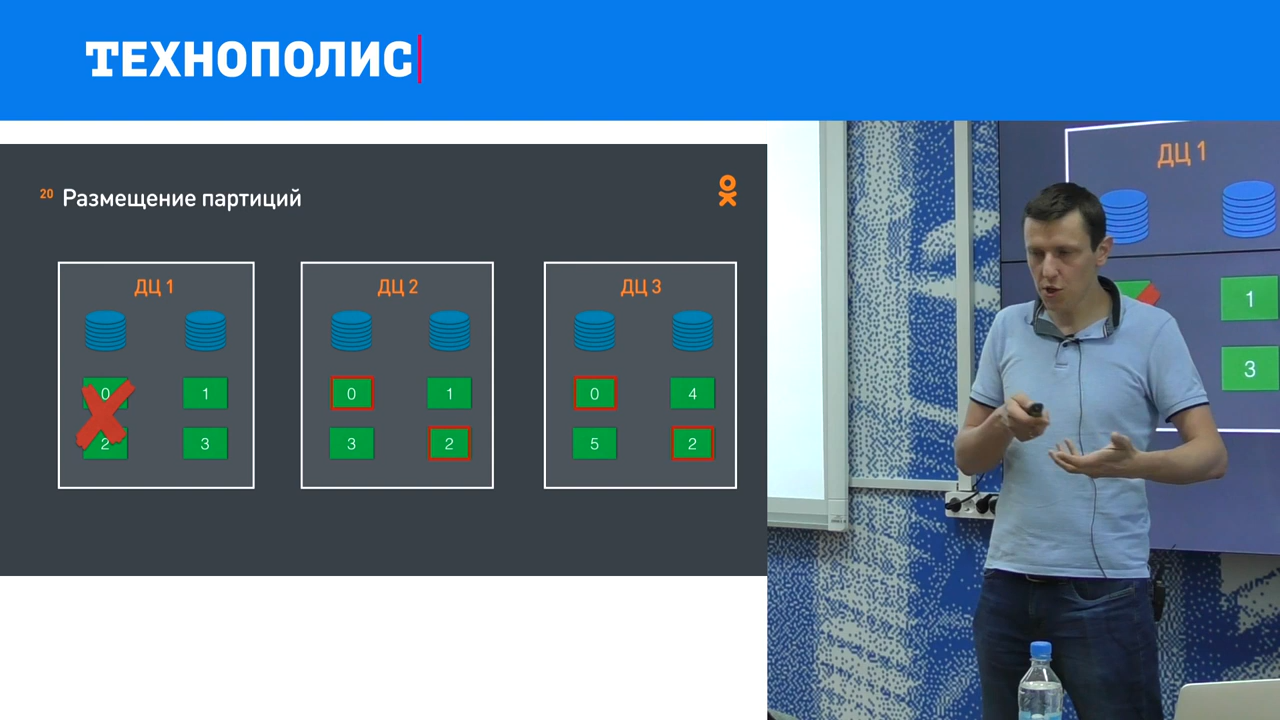 ТЕХНОПОЛИС
20 Размещение партиций
ДЦ 1
ДЦ 2
ДЦ 3
0 1
0 1
0 4
2 3
3 2
5 2
ДЦ 1
1
3